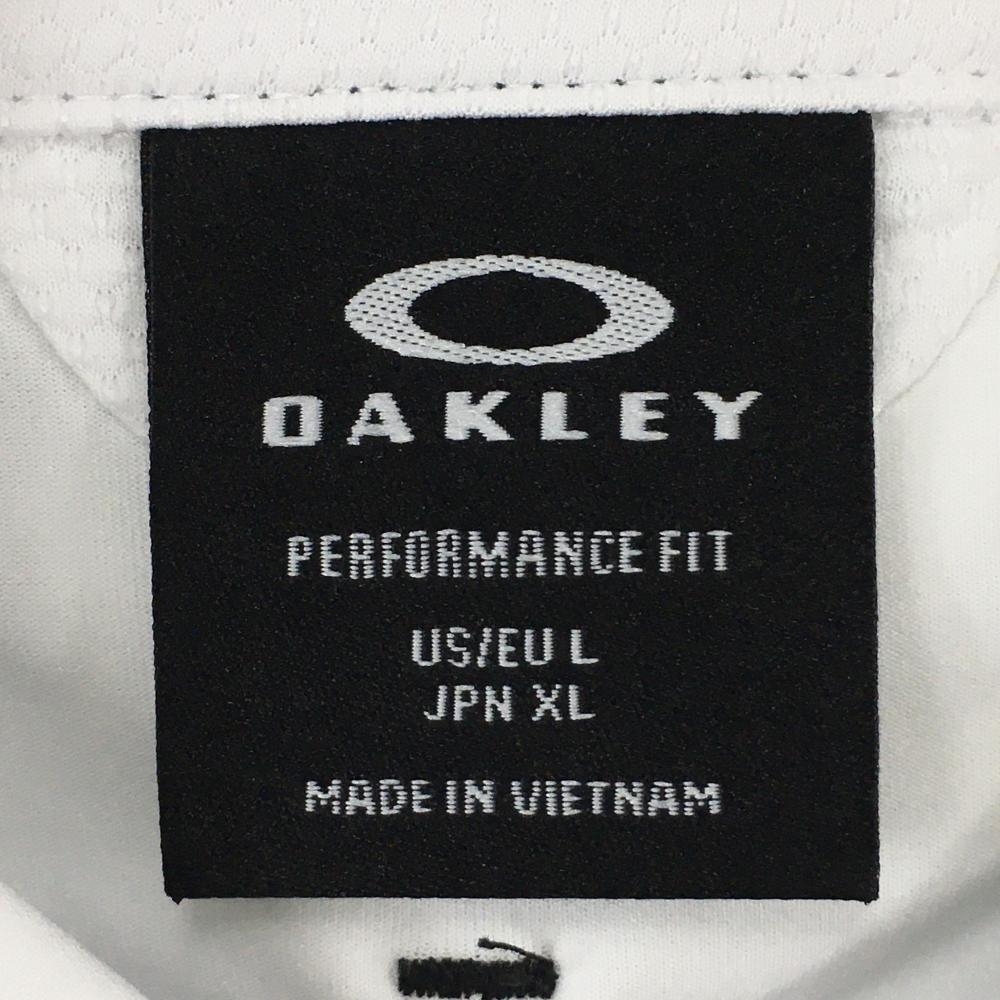 OAKLEY
PERFORMANCE FIT
US/EU L
JPN XL
MADE IN VIETNAM